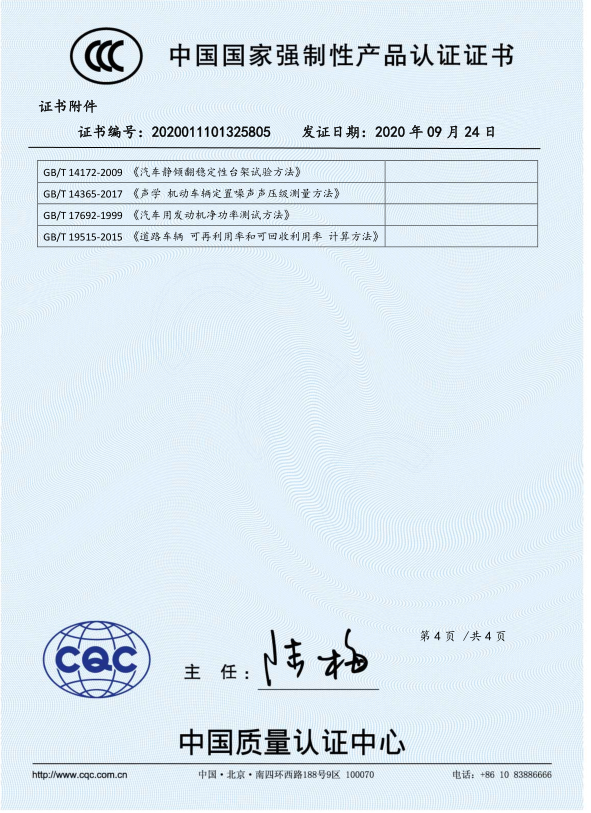 中国国家强制性产品认证证书
证书附件
证书编号：2020011101325805 发证日期：2020 年 09 月 24 日
GB/T 14172-2009 《汽车静倾翻稳定性台架试验方法》
GB/T 14365-2017 《声学 机动车辆定置噪声声压级测量方法》
GB/T 17692-1999 《汽车用发动机净功率测试方法》
GB/T 19515-2015 《道路车辆 可再利用率和可回收利用率 计算方法》
第 4 页 /共 4 页
CQC
主 任：陆梅
中国质量认证中心
http://www.cqc.com.cn 中国·北京·南四环西路188号9区 100070 电话：+86 10 83886666